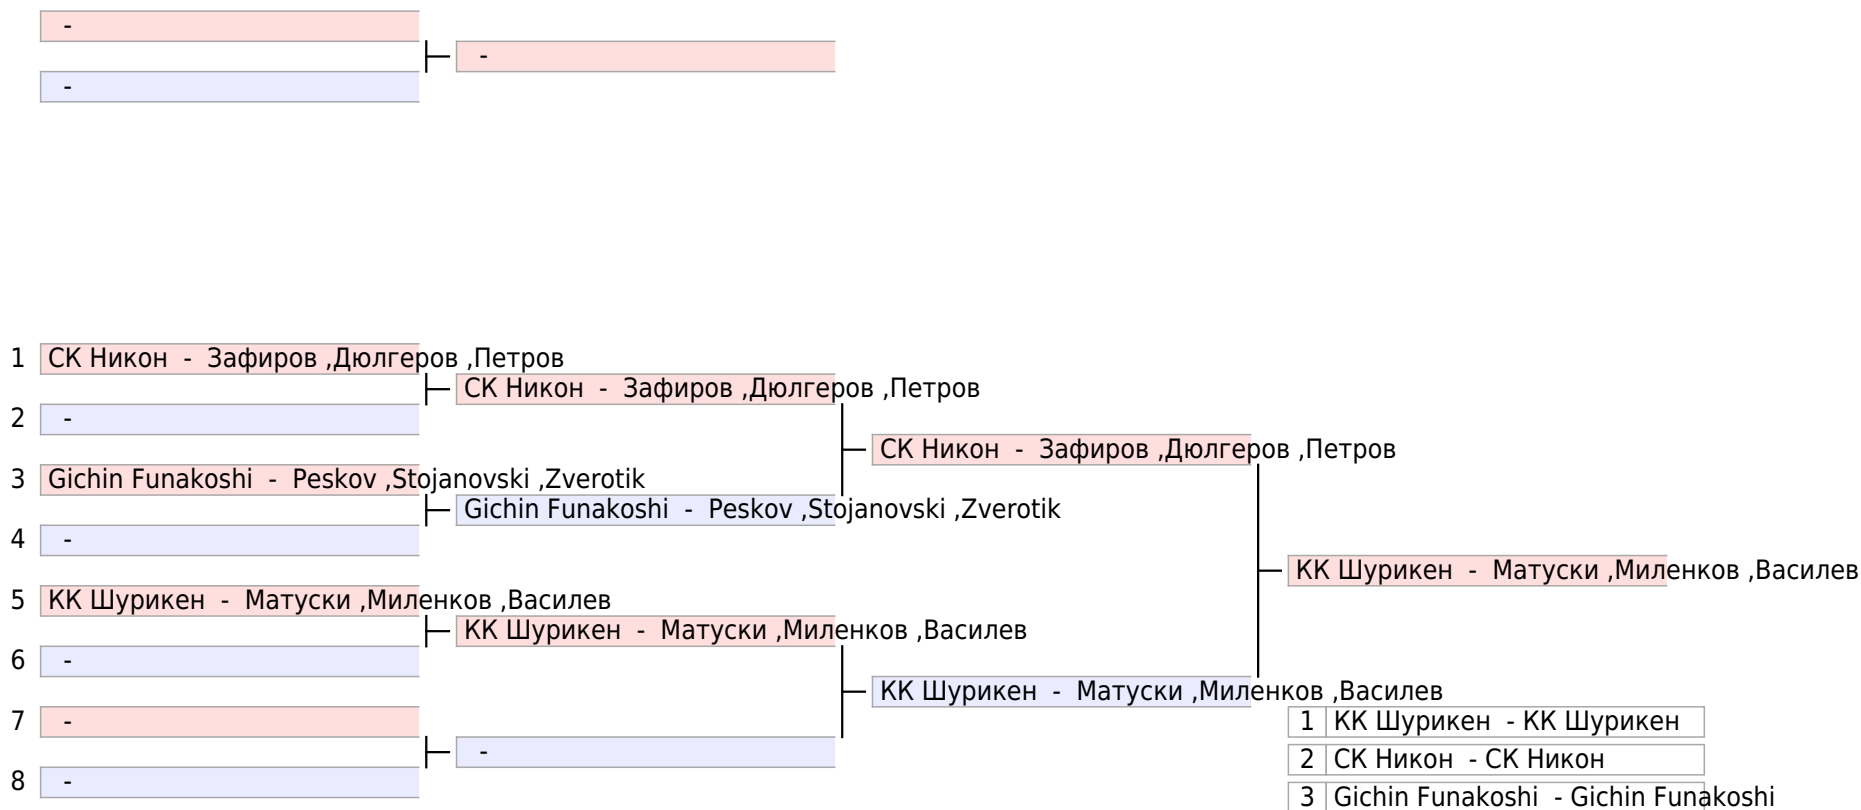 -
-
-
1 СК Никон - Зафиров ,Дюлгеров ,Петров
СК Никон - Зафиров ,Дюлгеров ,Петров
2 -
СК Никон - Зафиров ,Дюлгеров ,Петров
3 Gichin Funakoshi - Peskov ,Stojanovski ,Zverotik
Gichin Funakoshi - Peskov ,Stojanovski ,Zverotik
4 -
КК Шурикен - Матуски ,Миленков ,Василев
5 КК Шурикен - Матуски ,Миленков ,Василев
КК Шурикен - Матуски ,Миленков ,Василев
6 -
КК Шурикен - Матуски ,Миленков ,Василев
7 -
1 КК Шурикен - КК Шурикен
-
2 СК Никон - СК Никон
8 -
3 Gichin Funakoshi - Gichin Funakoshi